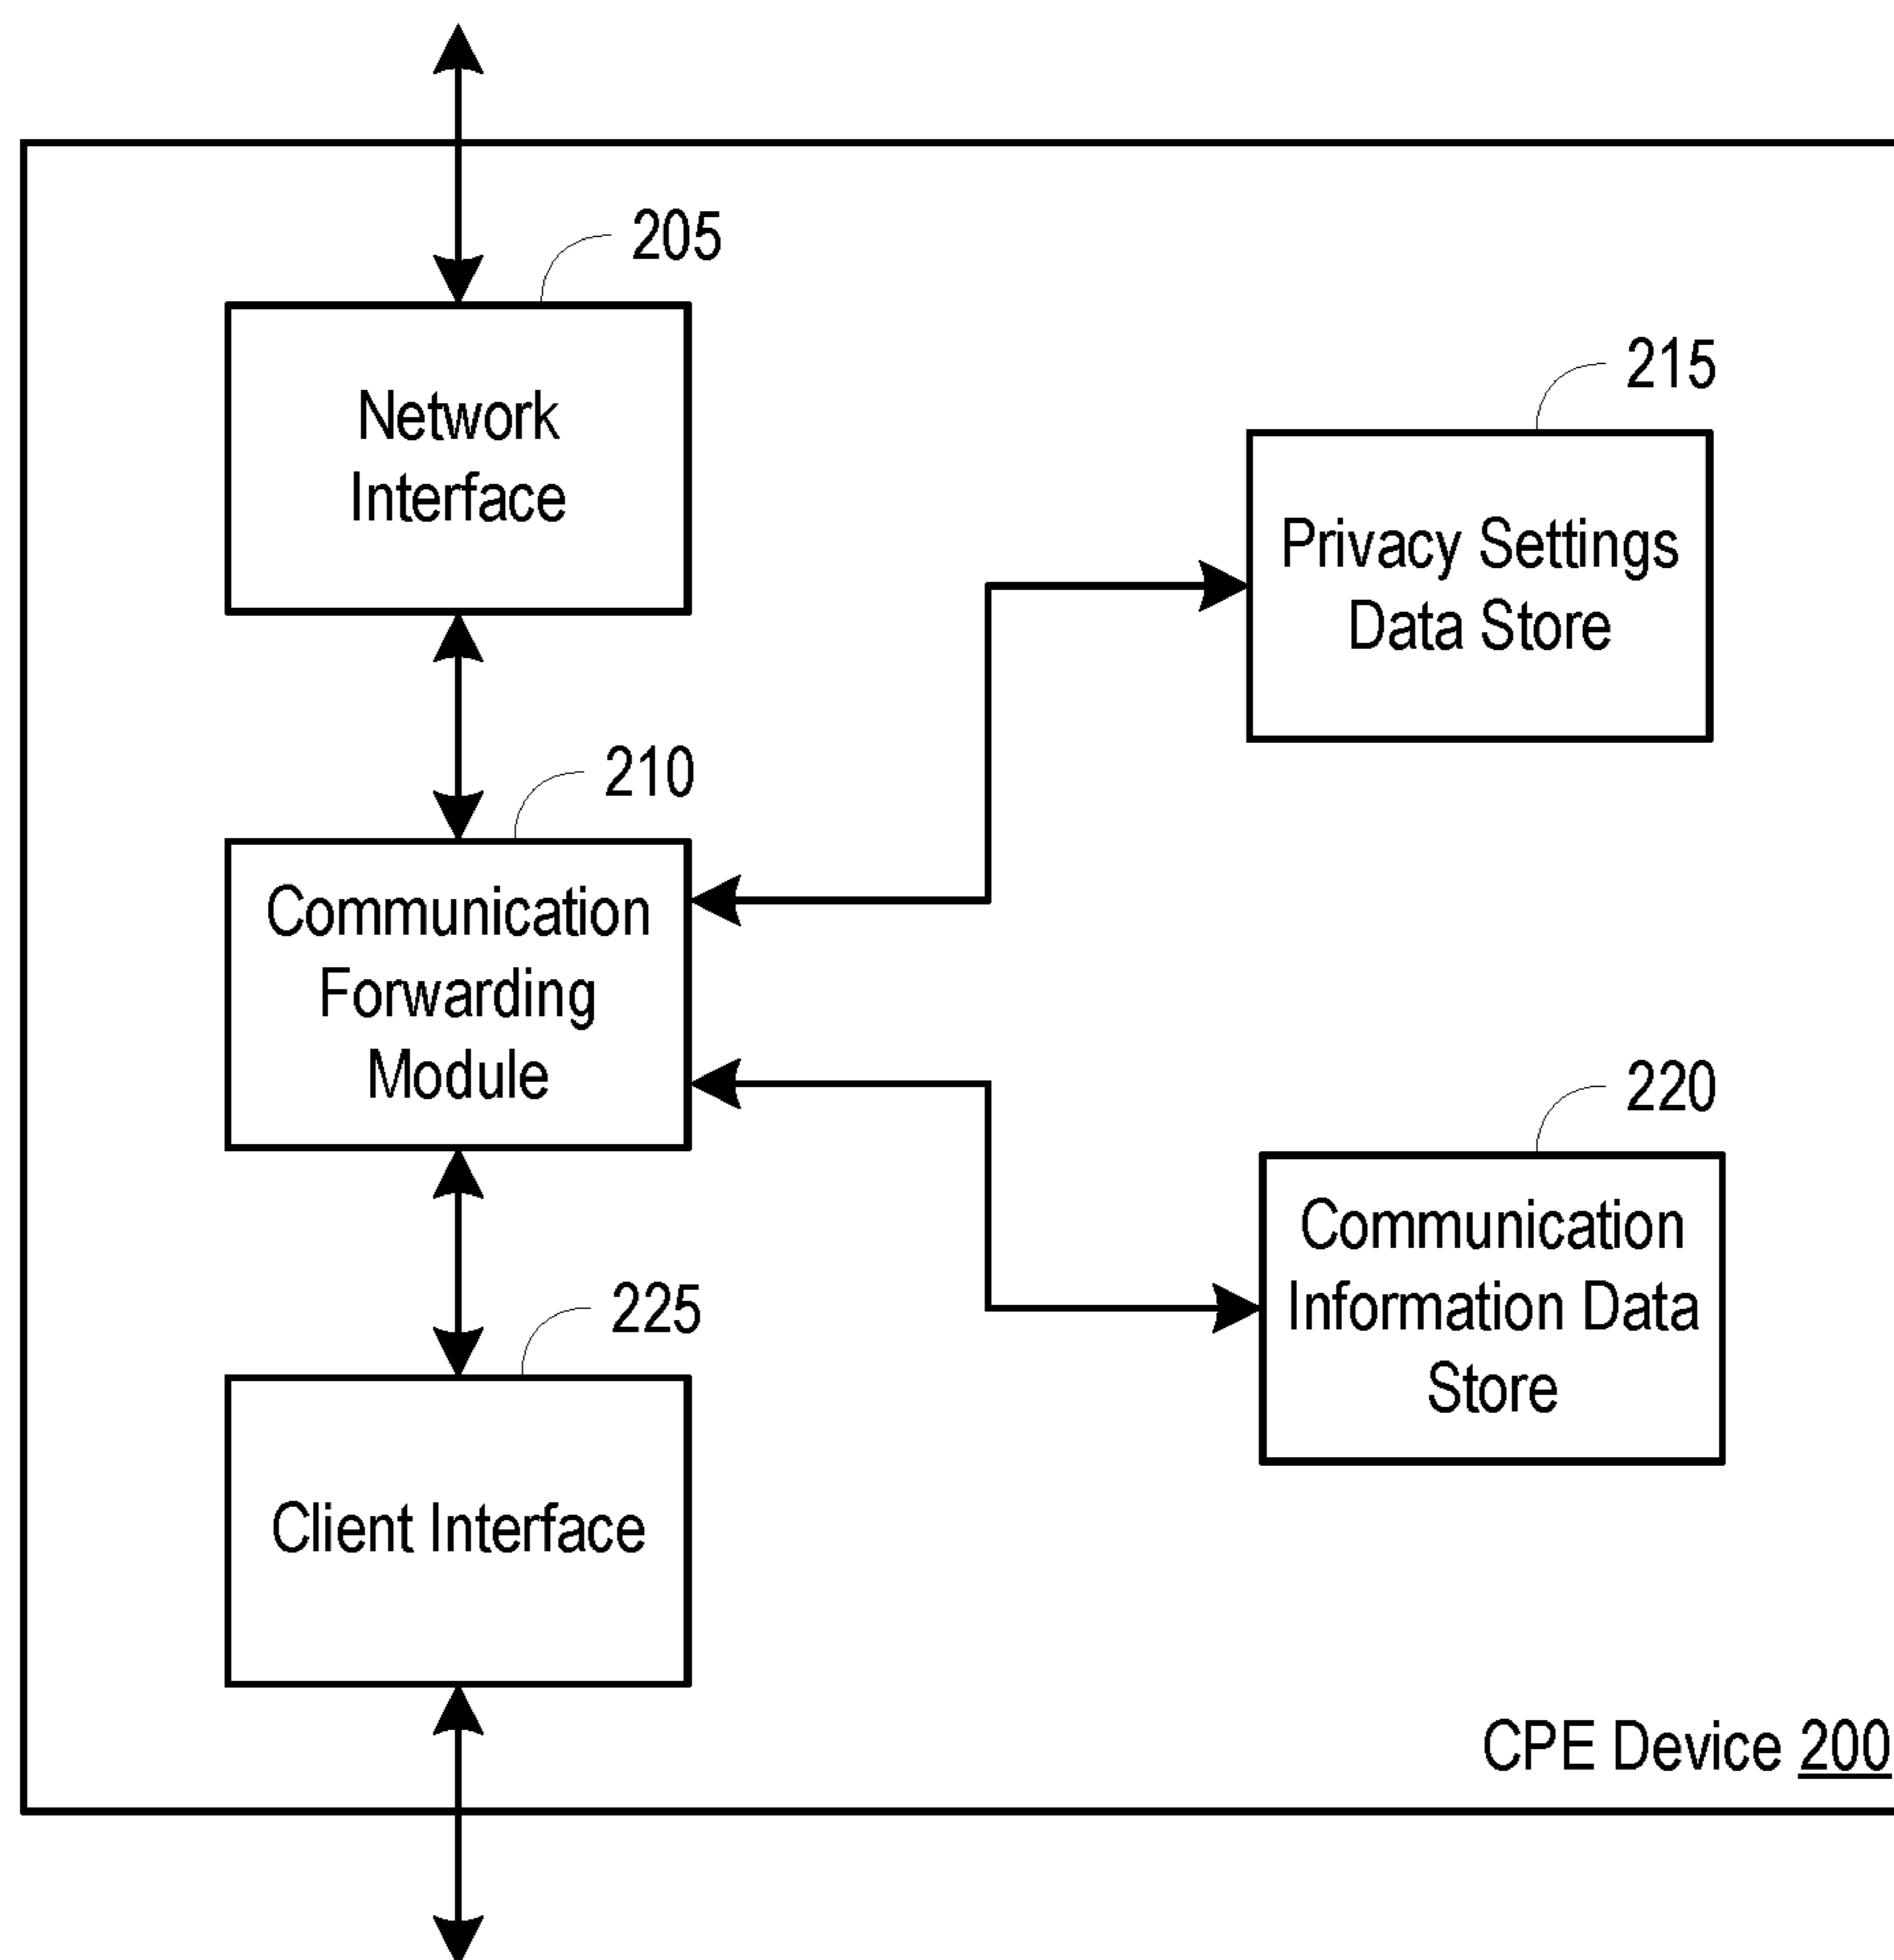 205
Network
Interface
215
Privacy Settings
Data Store
210
Communication
Forwarding
Module
220
Communication
Information Data
Store
225
Client Interface
CPE Device 200